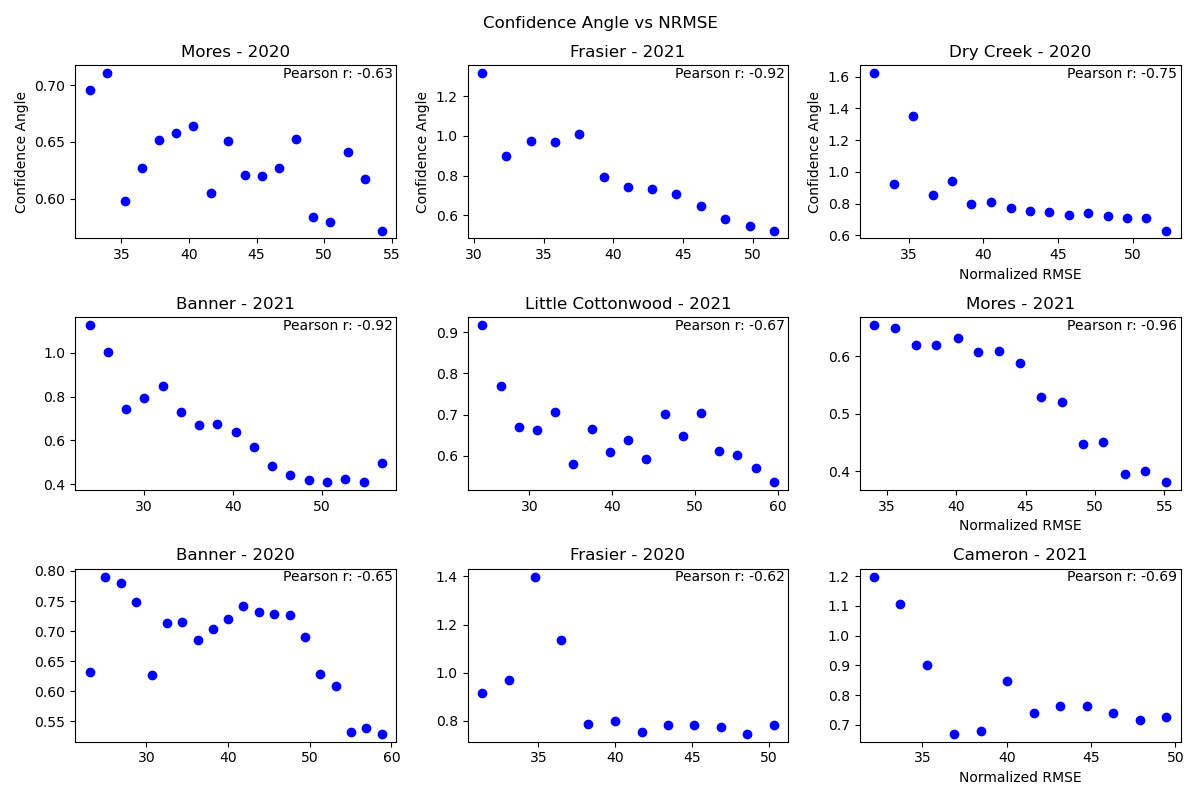 Confidence Angle vs NRMSE
Mores - 2020
Pearson r: -0.63
Confidence Angle
0.70
0.65
0.60
35 40 45 50 55
Frasier - 2021
Pearson r: -0.92
Confidence Angle
1.2
1.0
0.8
0.6
30 35 40 45 50
Dry Creek - 2020
Pearson r: -0.75
Confidence Angle
1.6
1.4
1.2
1.0
0.8
0.6
35 40 45 50
Normalized RMSE
Banner - 2021
Pearson r: -0.92
1.0
0.8
0.6
0.4
30 40 50
Little Cottonwood - 2021
Pearson r: -0.67
0.9
0.8
0.7
0.6
30 40 50 60
Mores - 2021
Pearson r: -0.96
0.6
0.5
0.4
35 40 45 50 55
Normalized RMSE
Banner - 2020
Pearson r: -0.65
0.80
0.75
0.70
0.65
0.60
0.55
30 40 50 60
Frasier - 2020
Pearson r: -0.62
1.4
1.2
1.0
0.8
35 40 45 50
Cameron - 2021
Pearson r: -0.69
1.2
1.1
1.0
0.9
0.8
0.7
35 40 45 50
Normalized RMSE